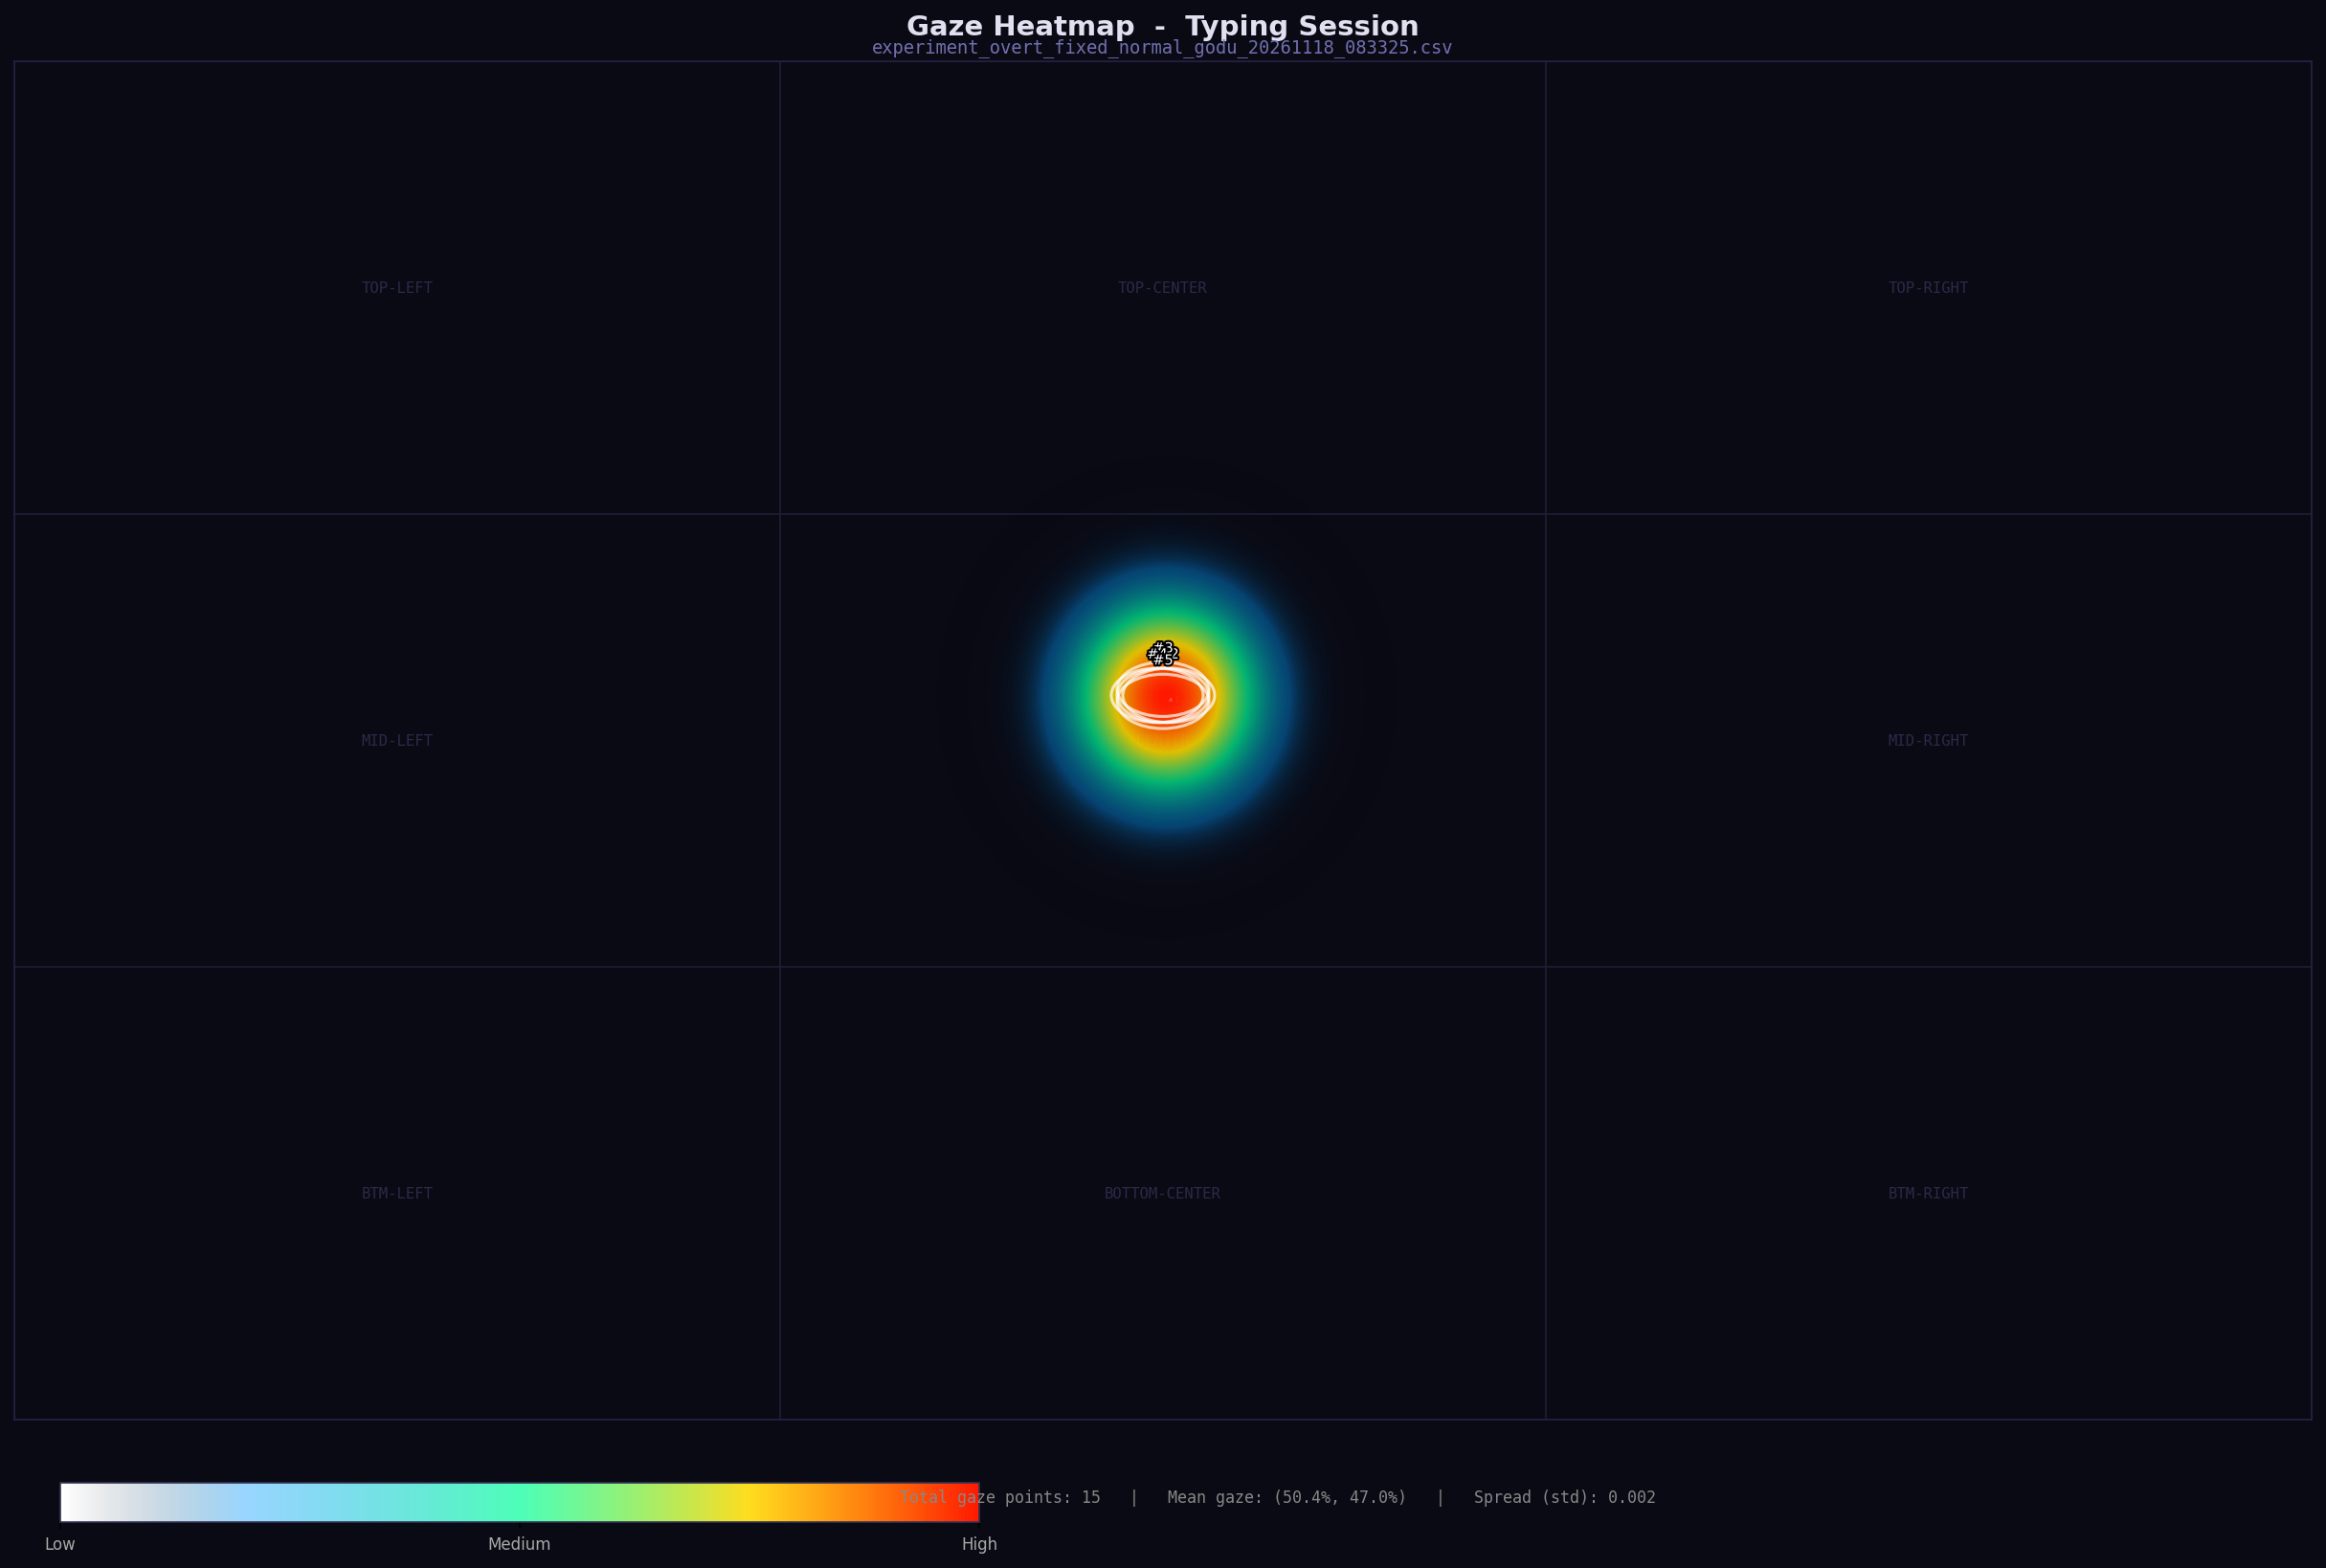 Gaze Heatmap - Typing Session
experiment_overt_fixed_normal_godu_20261118_083325.csv
TOP-LEFT TOP-CENTER TOP-RIGHT
#3
#5
MID-LEFT MID-RIGHT
BTM-LEFT BOTTOM-CENTER BTM-RIGHT
Total gaze points: 15 | Mean gaze: (50.4%, 47.0%) | Spread (std): 0.002
Low Medium High